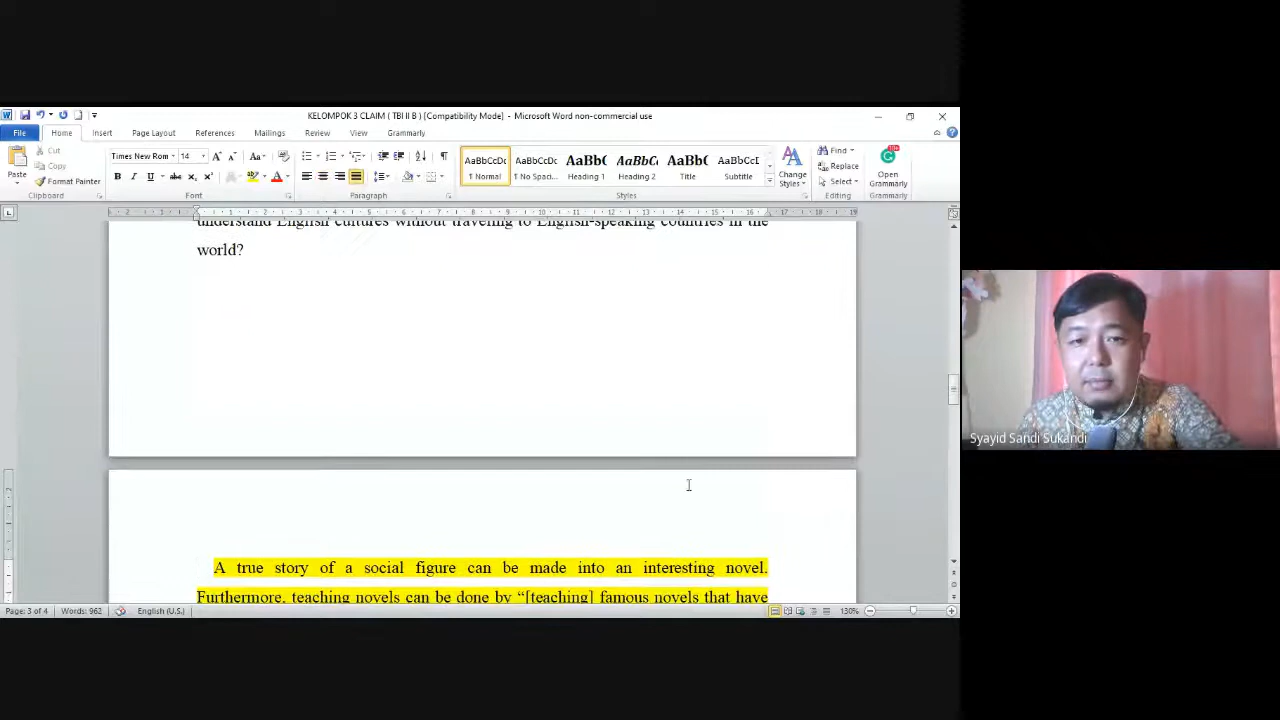 KELOMPOK 3 CLAIM ( TBI II B ) [Compatibility Mode] - Microsoft Word non-commercial use
File Home Insert Page Layout References Mailings Review View Grammarly
Paste
Cut
Copy
Format Painter
Clipboard
Times New Rom 14
Font
Paragraph
AaBbCcDc AaBbCcDc AaBbC AaBbCc AaBbC AaBbCcI
¶ Normal ¶ No Spaci... Heading 1 Heading 2 Title Subtitle
Change Styles
Styles
Find
Replace
Select
Editing
Open Grammarly
Grammarly
understand English cultures without traveling to English-speaking countries in the
world?
A true story of a social figure can be made into an interesting novel.
Furthermore, teaching novels can be done by “[teaching] famous novels that have
Page: 3 of 4 Words: 962 English (U.S.) 130%
Syayid Sandi Sukandi